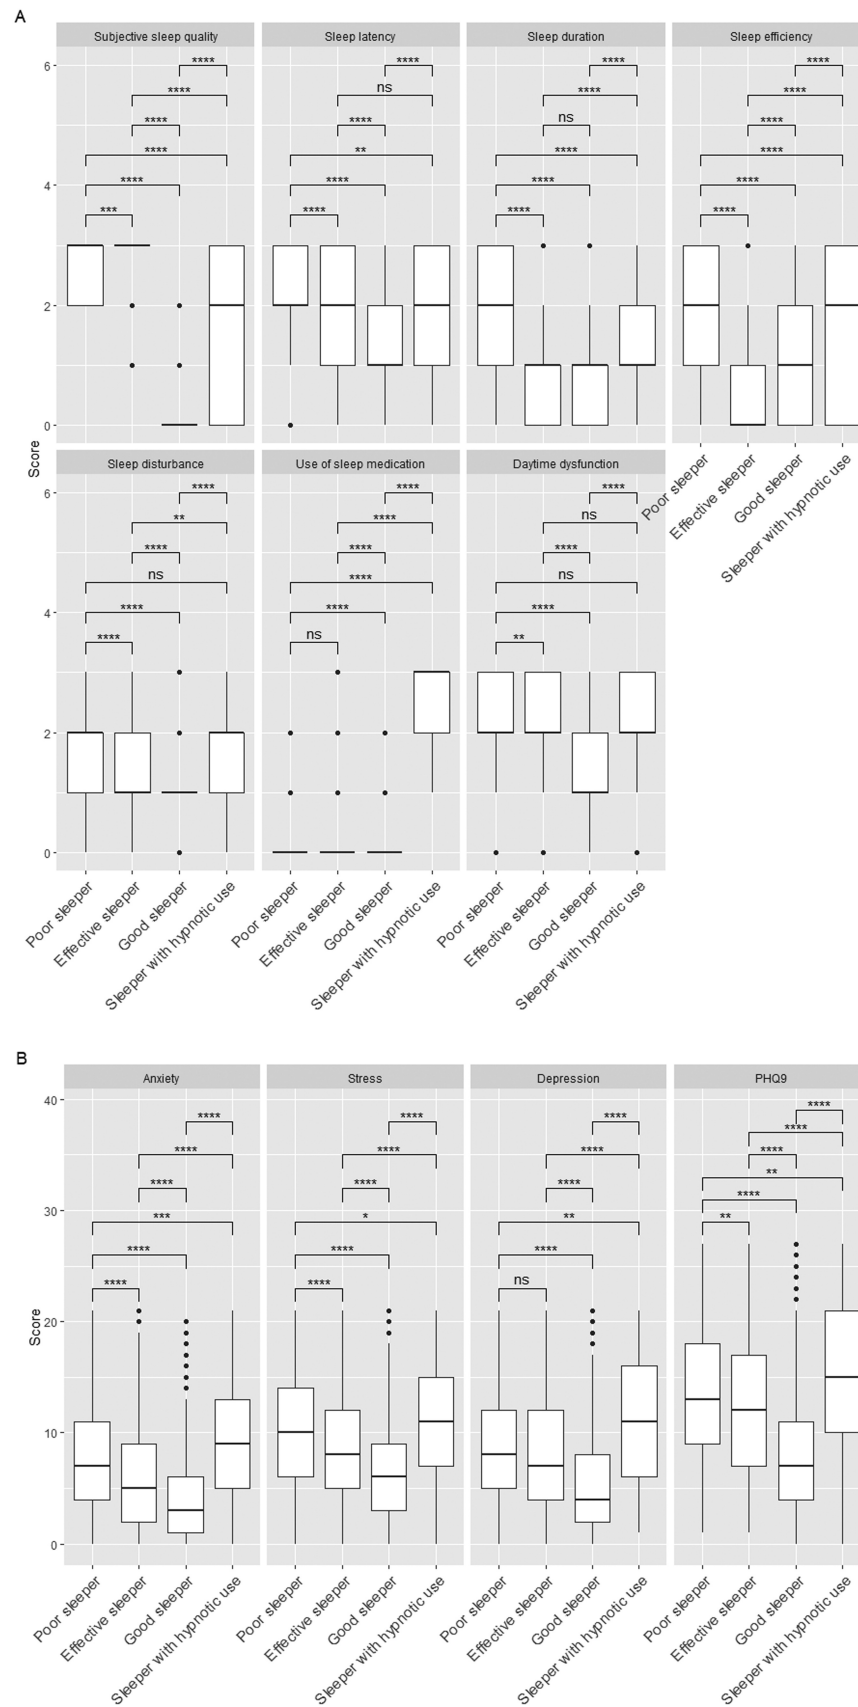 A
Subjective sleep quality Sleep latency Sleep duration Sleep efficiency
6
****
****
****
****
****
***
****
ns
****
**
****
****
****
****
ns
****
****
****
****
****
****
****
****
****
4
2
0
Score
Poor sleeper
Effective sleeper
Good sleeper
Sleeper with hypnotic use
Sleep disturbance Use of sleep medication Daytime dysfunction
6
****
**
****
ns
****
****
****
****
****
****
****
ns
****
ns
****
ns
****
**
4
2
0
Poor sleeper
Effective sleeper
Good sleeper
Sleeper with hypnotic use
Poor sleeper
Effective sleeper
Good sleeper
Sleeper with hypnotic use
Poor sleeper
Effective sleeper
Good sleeper
Sleeper with hypnotic use
B
Anxiety Stress Depression PHQ9
40
****
****
****
***
****
****
****
****
****
*
****
****
****
****
****
**
****
ns
****
****
****
**
****
**
30
20
10
0
Score
Poor sleeper
Effective sleeper
Good sleeper
Sleeper with hypnotic use
Poor sleeper
Effective sleeper
Good sleeper
Sleeper with hypnotic use
Poor sleeper
Effective sleeper
Good sleeper
Sleeper with hypnotic use
Poor sleeper
Effective sleeper
Good sleeper
Sleeper with hypnotic use